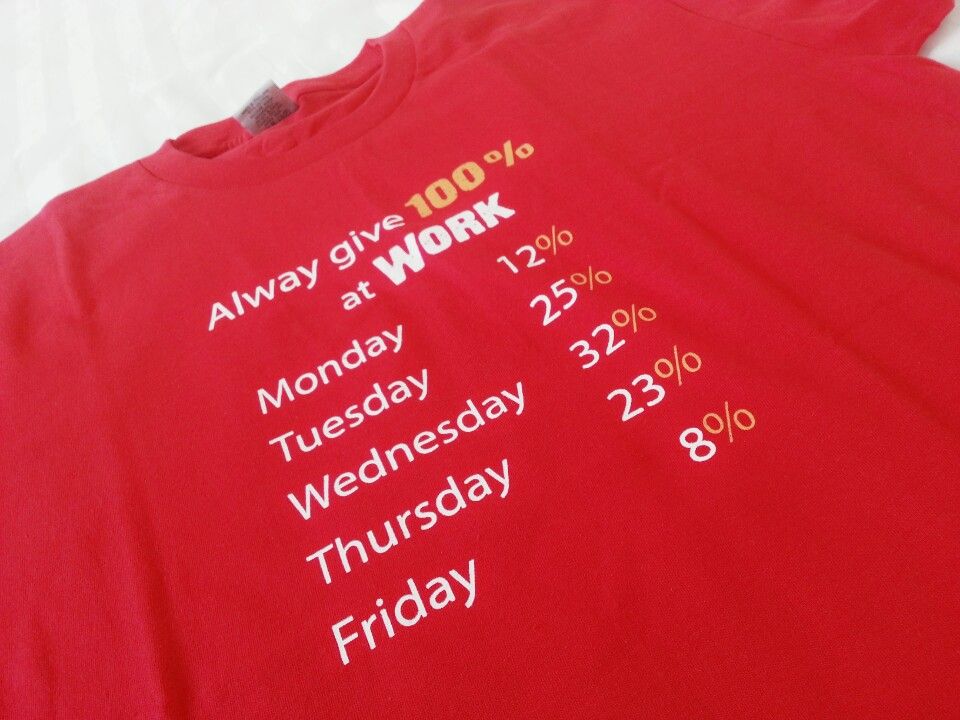 Alway give 100%
at WORK
Monday 12%
Tuesday 25%
Wednesday 32%
Thursday 23%
Friday 8%